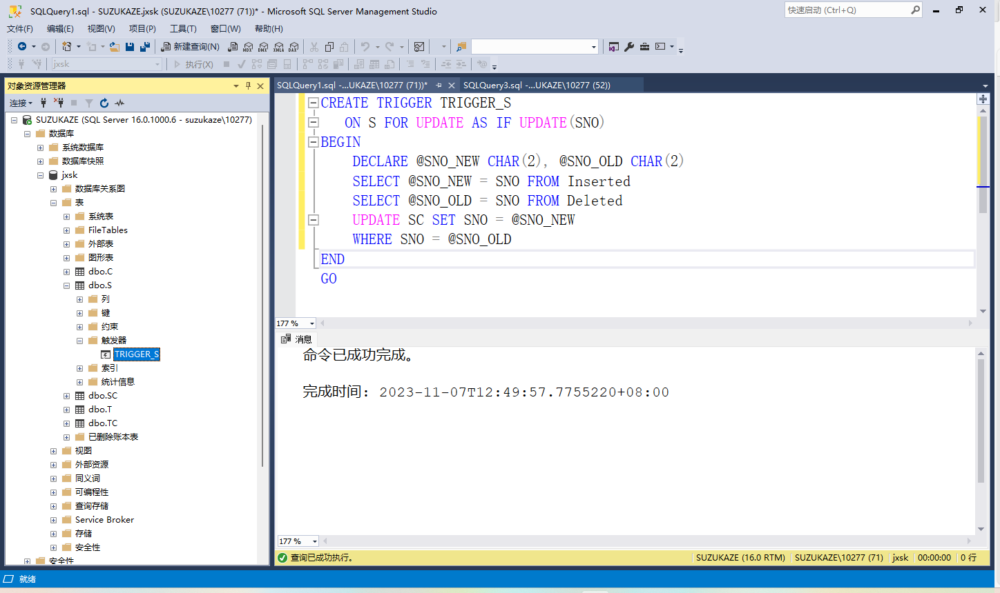 SQLQuery1.sql - SUZUKAZE.jxsk (SUZUKAZE\10277 (71))* - Microsoft SQL Server Management Studio
快速启动 (Ctrl+Q)
文件(F) 编辑(E) 视图(V) 项目(P) 工具(T) 窗口(W) 帮助(H)
新建查询(N) MDX DMX XMLA DAX
jxsk 执行(X)
对象资源管理器
连接
SUZUKAZE (SQL Server 16.0.1000.6 - suzukaze\10277)
数据库
系统数据库
数据库快照
jxsk
数据库关系图
表
系统表
FileTables
外部表
图形表
dbo.C
dbo.S
列
键
约束
触发器
TRIGGER_S
索引
统计信息
dbo.SC
dbo.T
dbo.TC
已删除账本表
视图
外部资源
同义词
可编程性
查询存储
Service Broker
存储
安全性
安全性
SQLQuery1.sql -...UKAZE\10277 (71))* SQLQuery3.sql -...UKAZE\10277 (52))
CREATE TRIGGER TRIGGER_S
ON S FOR UPDATE AS IF UPDATE(SNO)
BEGIN
DECLARE @SNO_NEW CHAR(2), @SNO_OLD CHAR(2)
SELECT @SNO_NEW = SNO FROM Inserted
SELECT @SNO_OLD = SNO FROM Deleted
UPDATE SC SET SNO = @SNO_NEW
WHERE SNO = @SNO_OLD
END
GO
177 %
消息
命令已成功完成。
完成时间: 2023-11-07T12:49:57.7755220+08:00
177 %
查询已成功执行。 SUZUKAZE (16.0 RTM) SUZUKAZE\10277 (71) jxsk 00:00:00 0 行
就绪